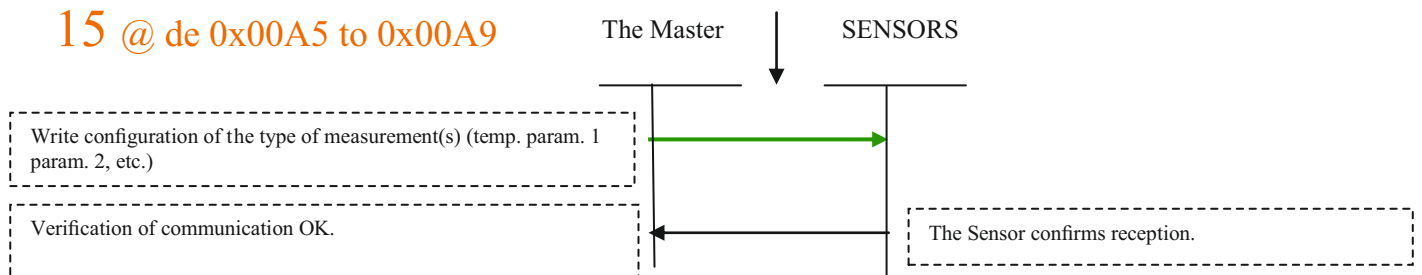 15 @ de 0x00A5 to 0x00A9
The Master
SENSORS
Write configuration of the type of measurement(s) (temp. param. 1
param. 2, etc.)
Verification of communication OK.
The Sensor confirms reception.